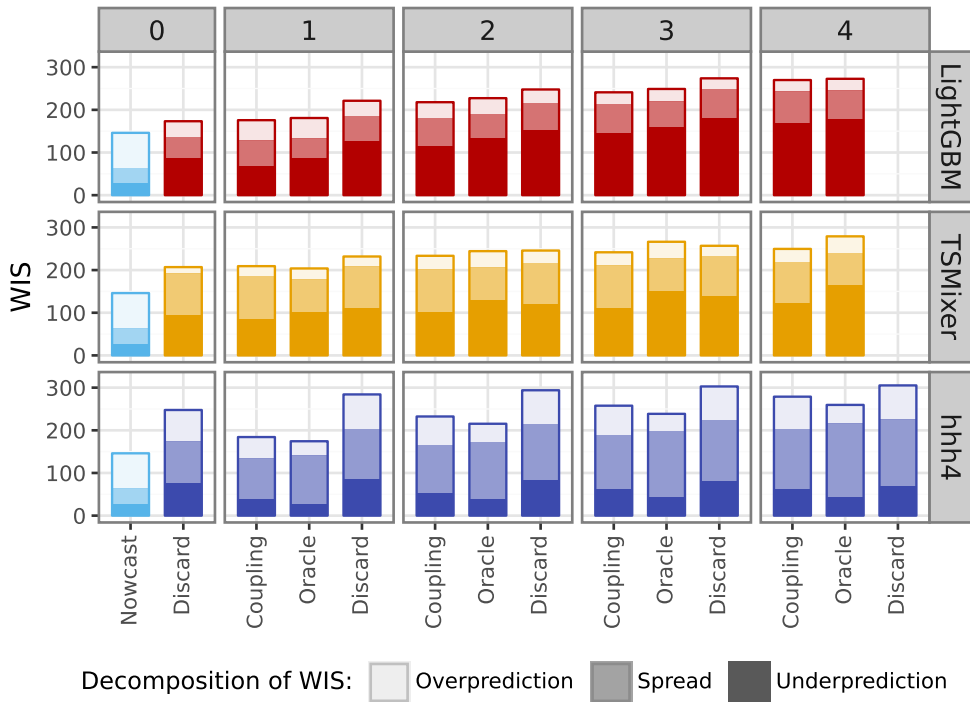 0 1 2 3 4
WIS
300
200
100
0
LightGBM
300
200
100
0
TSMixer
300
200
100
0
hhh4
Nowcast Discard Coupling Oracle Discard Coupling Oracle Discard Coupling Oracle Discard Coupling Oracle Discard
Decomposition of WIS: Overprediction Spread Underprediction